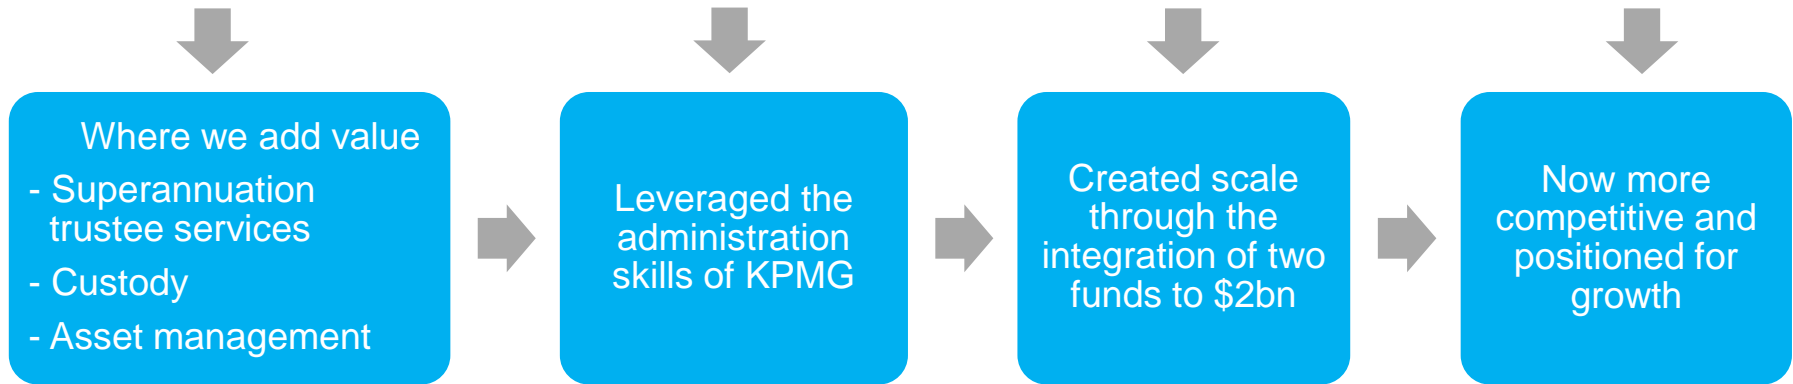 Where we add value
- Superannuation
trustee services
- Custody
- Asset management
Leveraged the
administration
skills of KPMG
Created scale
through the
integration of two
funds to $2bn
Now more
competitive and
positioned for
growth